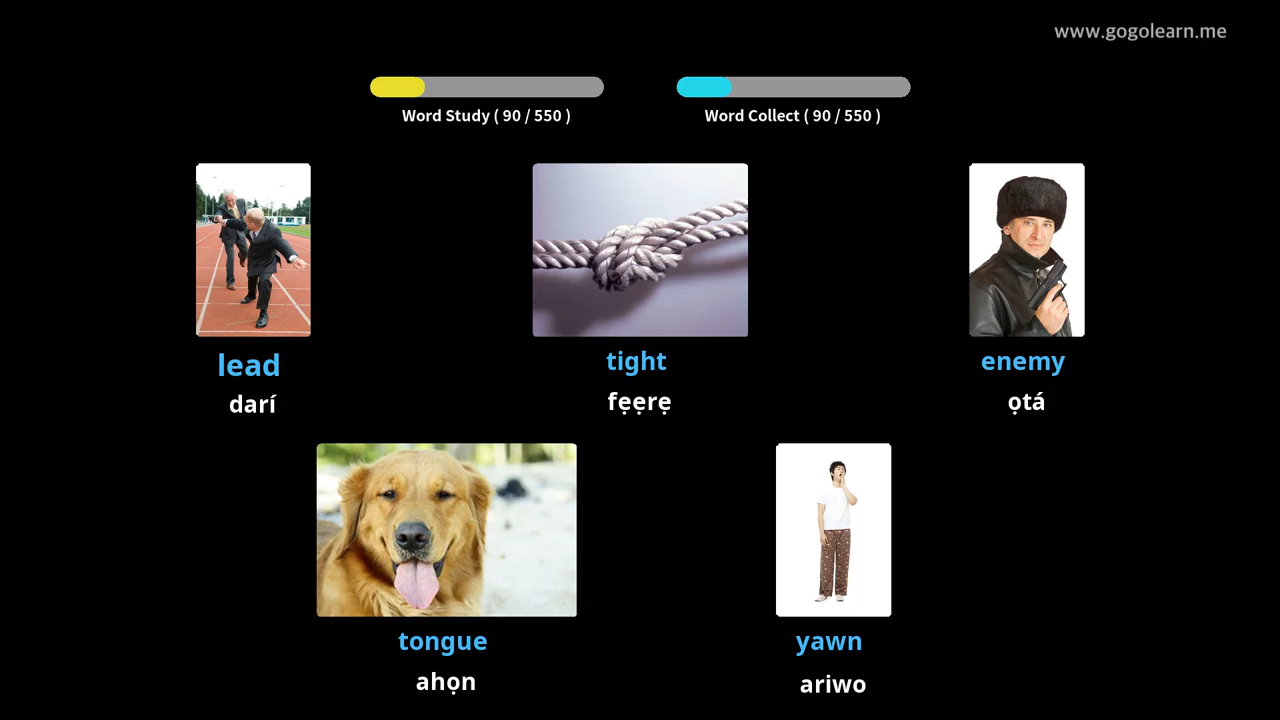 www.gogolearn.me
Word Study ( 90 / 550 )
Word Collect ( 90 / 550 )
lead
darí
tight
fẹẹrẹ
enemy
ọtá
tongue
ahọn
yawn
ariwo